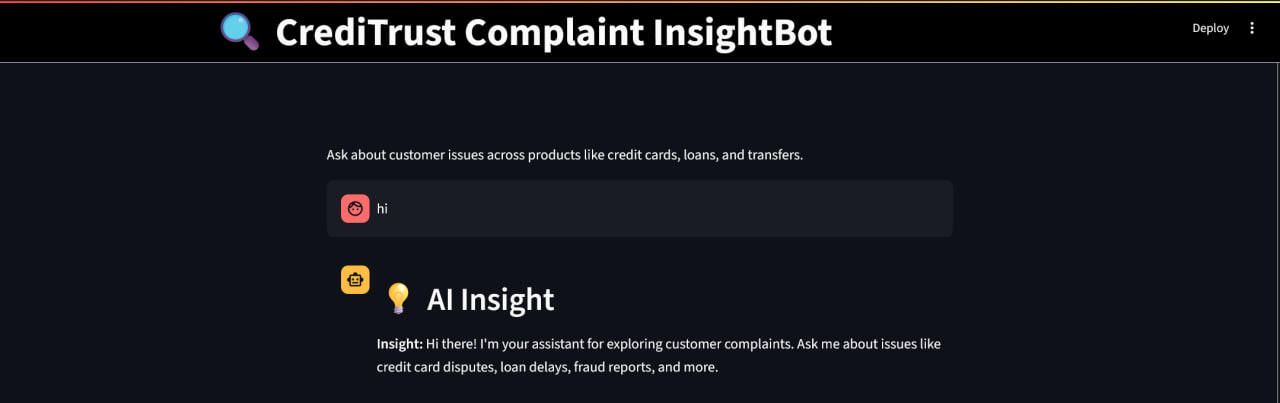 CrediTrust Complaint InsightBot
Deploy
Ask about customer issues across products like credit cards, loans, and transfers.
hi
AI Insight
Insight: Hi there! I'm your assistant for exploring customer complaints. Ask me about issues like
credit card disputes, loan delays, fraud reports, and more.